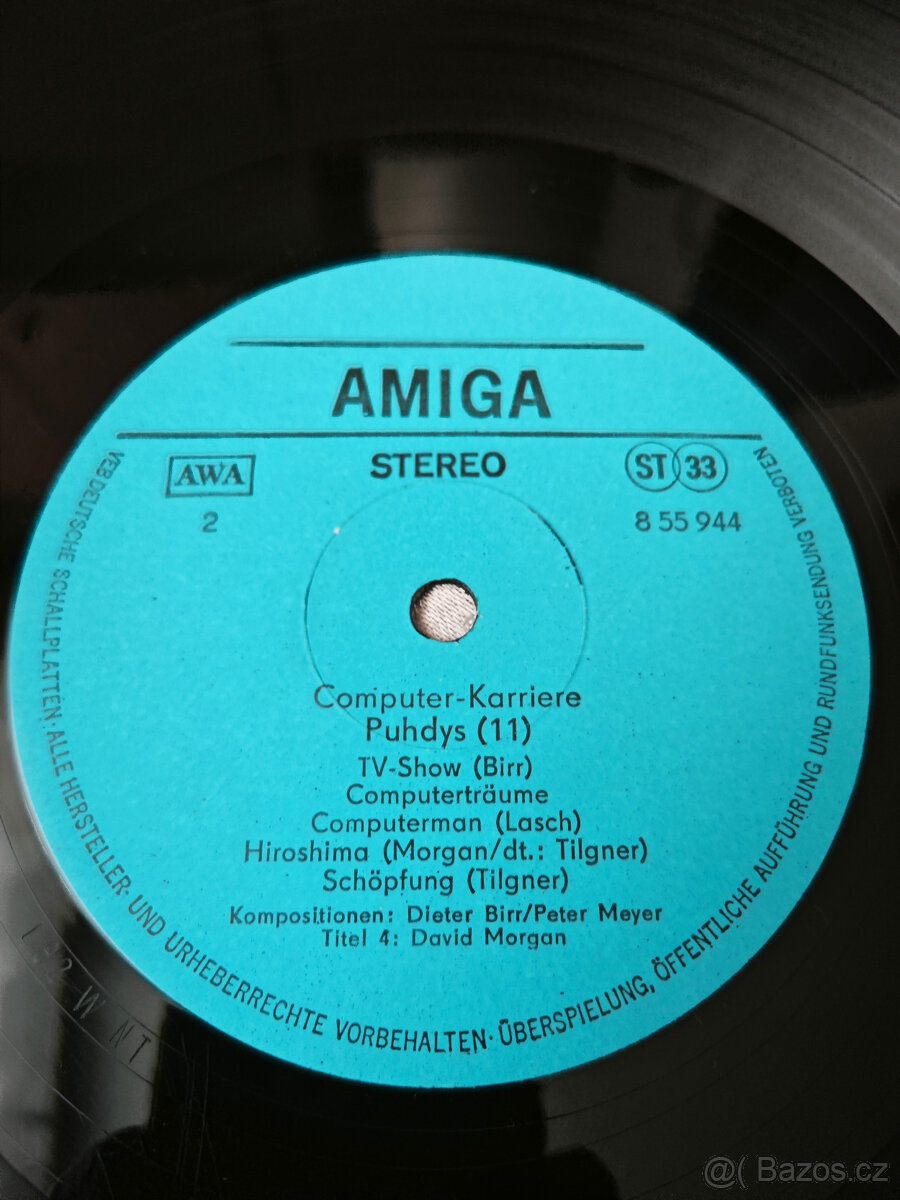 AMIGA
AWA
STEREO
ST 33
2
8 55 944
Computer-Karriere
Puhdys (11)
TV-Show (Birr)
Computerträume
Computerman (Lasch)
Hiroshima (Morgan/dt.: Tilgner)
Schöpfung (Tilgner)
Kompositionen: Dieter Birr/Peter Meyer
Titel 4: David Morgan
VEB DEUTSCHE SCHALLPLATTEN · ALLE HERSTELLER- UND URHEBERRECHTE VORBEHALTEN · ÜBERSPIELUNG, ÖFFENTLICHE AUFFÜHRUNG UND RUNDFUNKSENDUNG VERBOTEN
@( Bazos.cz